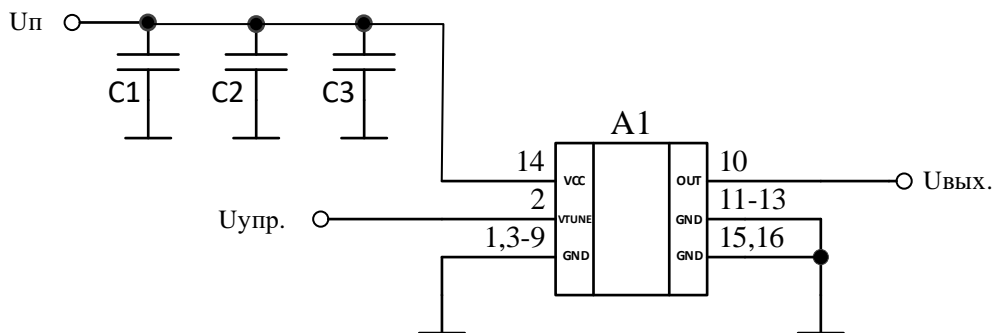 Uп
C1 C2 C3
A1
14 VCC OUT 10
Uвых.
2 VTUNE GND 11-13
Uупр.
1,3-9 GND GND 15,16